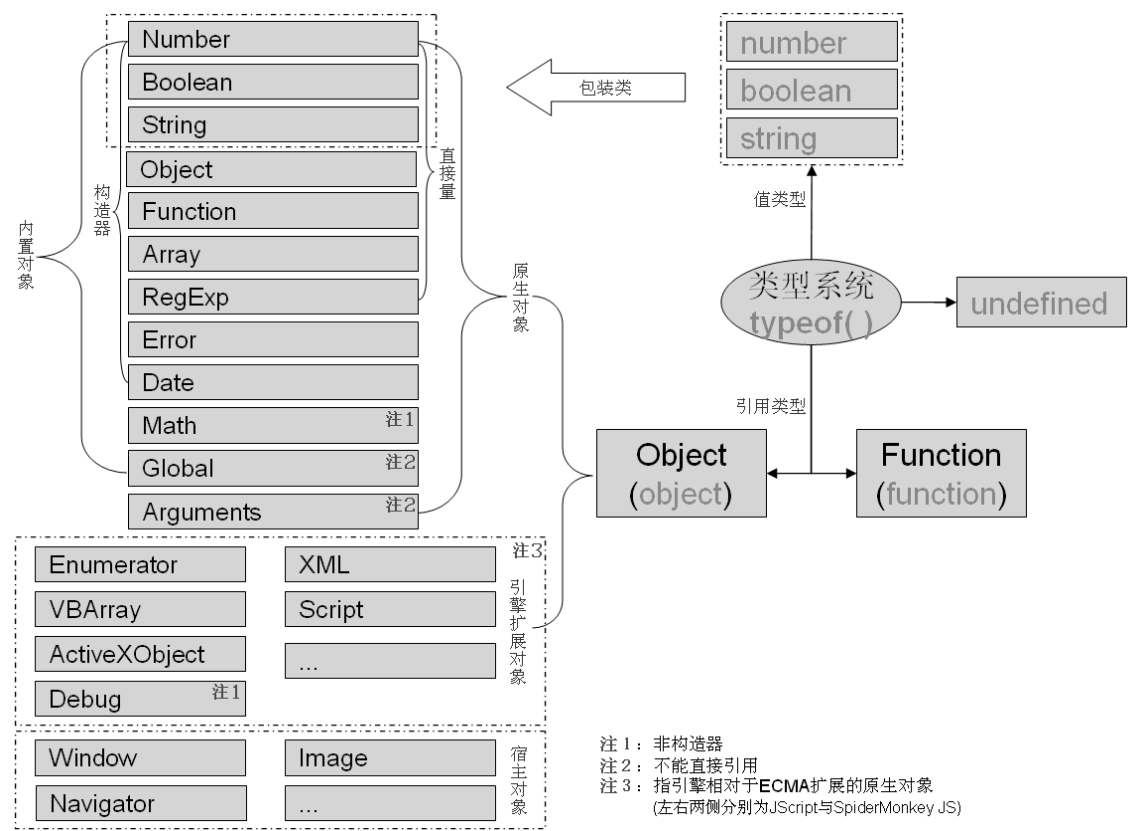 Number
Boolean
String
Object
Function
Array
RegExp
Error
Date
Math 注1
Global 注2
Arguments 注2
内置对象
构造器
直接量
原生对象
包装类
number
boolean
string
值类型
类型系统
typeof( )
undefined
引用类型
Object
(object)
Function
(function)
注3
Enumerator
XML
VBArray
Script
ActiveXObject
...
Debug 注1
引擎扩展对象
Window
Image
Navigator
...
宿主对象
注1：非构造器
注2：不能直接引用
注3：指引擎相对于ECMA扩展的原生对象
(左右两侧分别为JScript与SpiderMonkey JS)